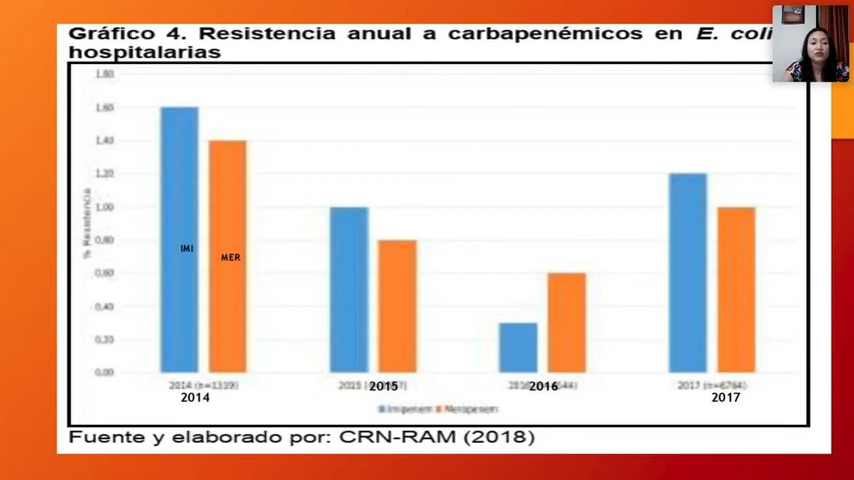 Gráfico 4. Resistencia anual a carbapenémicos en E. coli
hospitalarias
1,80
1,60
1,40
1,20
1,00
0,80
0,60
0,40
0,20
0,00
% Resistencia
IMI
MER
2014 (n=1319)
2015
2016
2017 (n=6764)
2014
2017
Imipenem Meropenem
Fuente y elaborado por: CRN-RAM (2018)